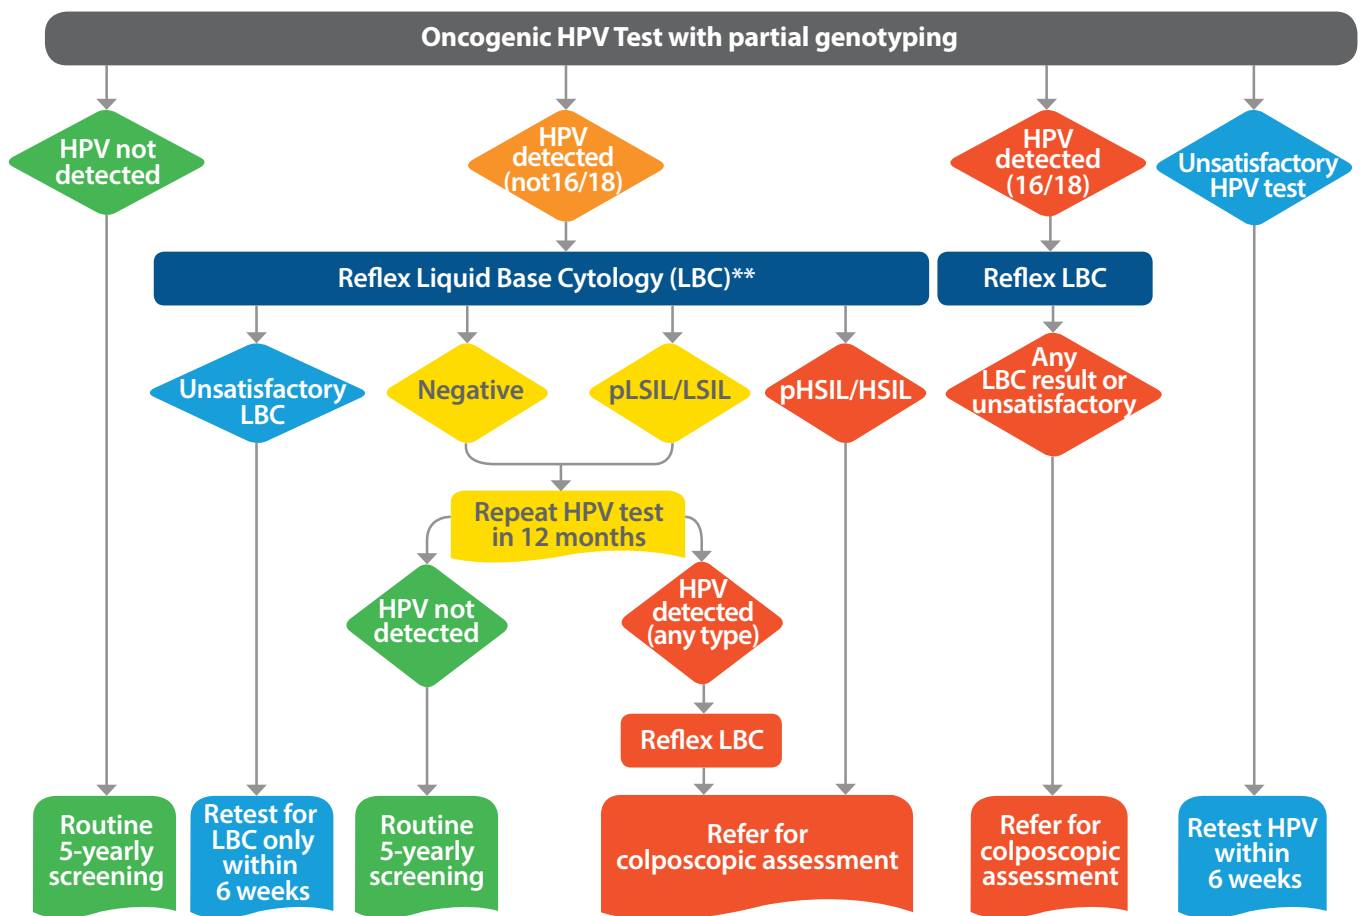 Oncogenic HPV Test with partial genotyping
HPV not
detected
HPV
detected
(not16/18)
HPV
detected
(16/18)
Unsatisfactory
HPV test
Reflex Liquid Base Cytology (LBC)**
Reflex LBC
Unsatisfactory
LBC
Negative
pLSIL/LSIL
pHSIL/HSIL
Any
LBC result or
unsatisfactory
Repeat HPV test
in 12 months
HPV not
detected
HPV
detected
(any type)
Reflex LBC
Routine
5-yearly
screening
Retest for
LBC only
within
6 weeks
Routine
5-yearly
screening
Refer for
colposcopic assessment
Refer for
colposcopic
assessment
Retest HPV
within
6 weeks